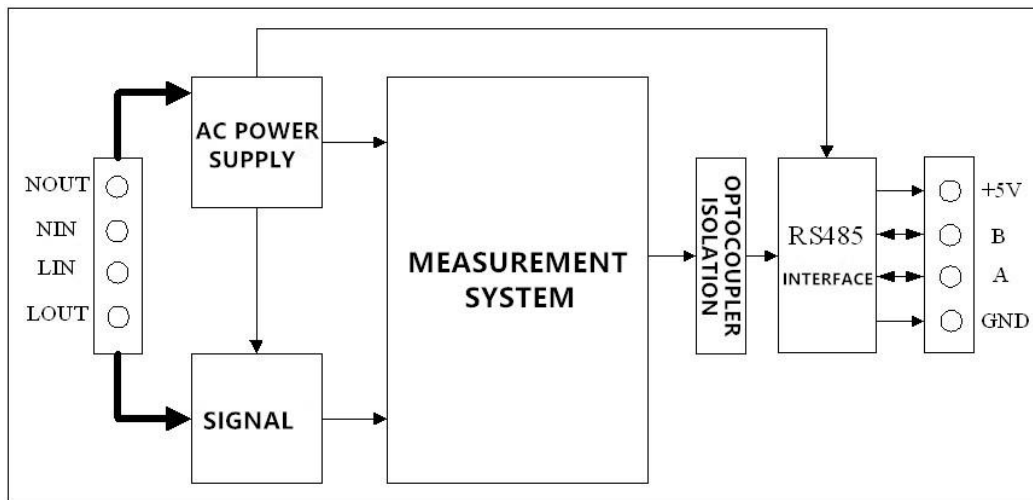 NOUT
NIN
LIN
LOUT
AC POWER
SUPPLY
SIGNAL
MEASUREMENT
SYSTEM
OPTOCOUPLER
ISOLATION
RS485
INTERFACE
+5V
B
A
GND